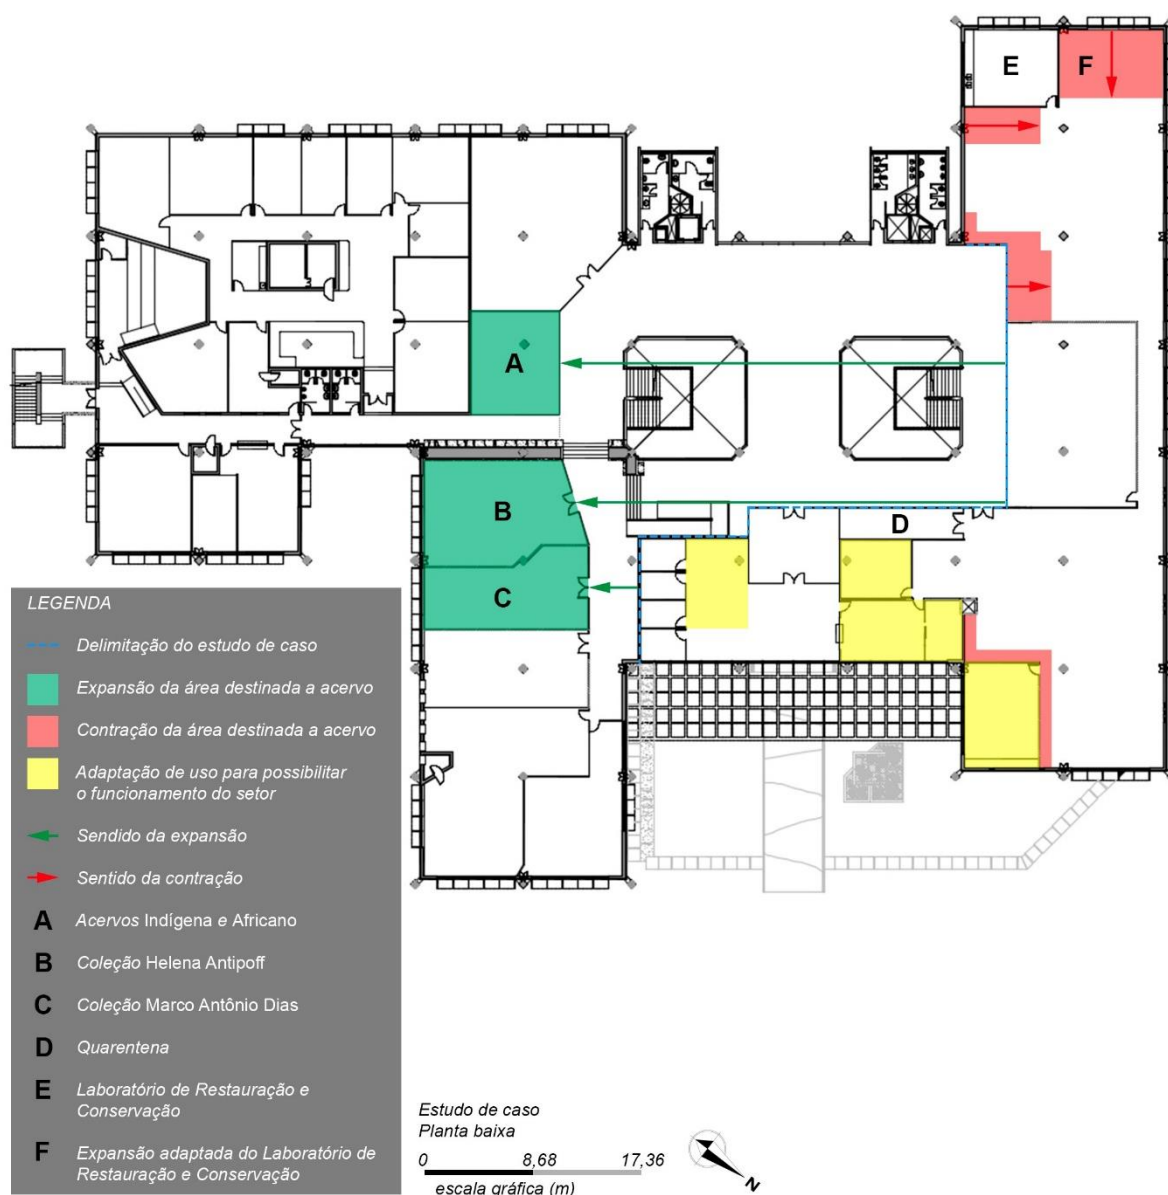 E
F
A
B
D
C
LEGENDA
Delimitação do estudo de caso
Expansão da área destinada a acervo
Contração da área destinada a acervo
Adaptação de uso para possibilitar
o funcionamento do setor
Sendido da expansão
Sentido da contração
A Acervos Indígena e Africano
B Coleção Helena Antipoff
C Coleção Marco Antônio Dias
D Quarentena
E Laboratório de Restauração e
Conservação
F Expansão adaptada do Laboratório de
Restauração e Conservação
Estudo de caso
Planta baixa
0 8,68 17,36
escala gráfica (m)
N